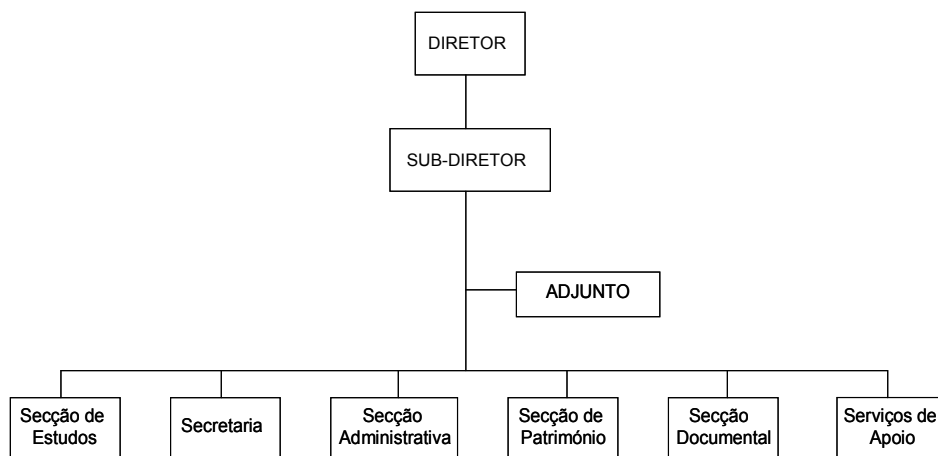 DIRETOR
SUB-DIRETOR
ADJUNTO
Secção de
Estudos
Secretaria
Secção
Administrativa
Secção de
Património
Secção
Documental
Serviços de
Apoio